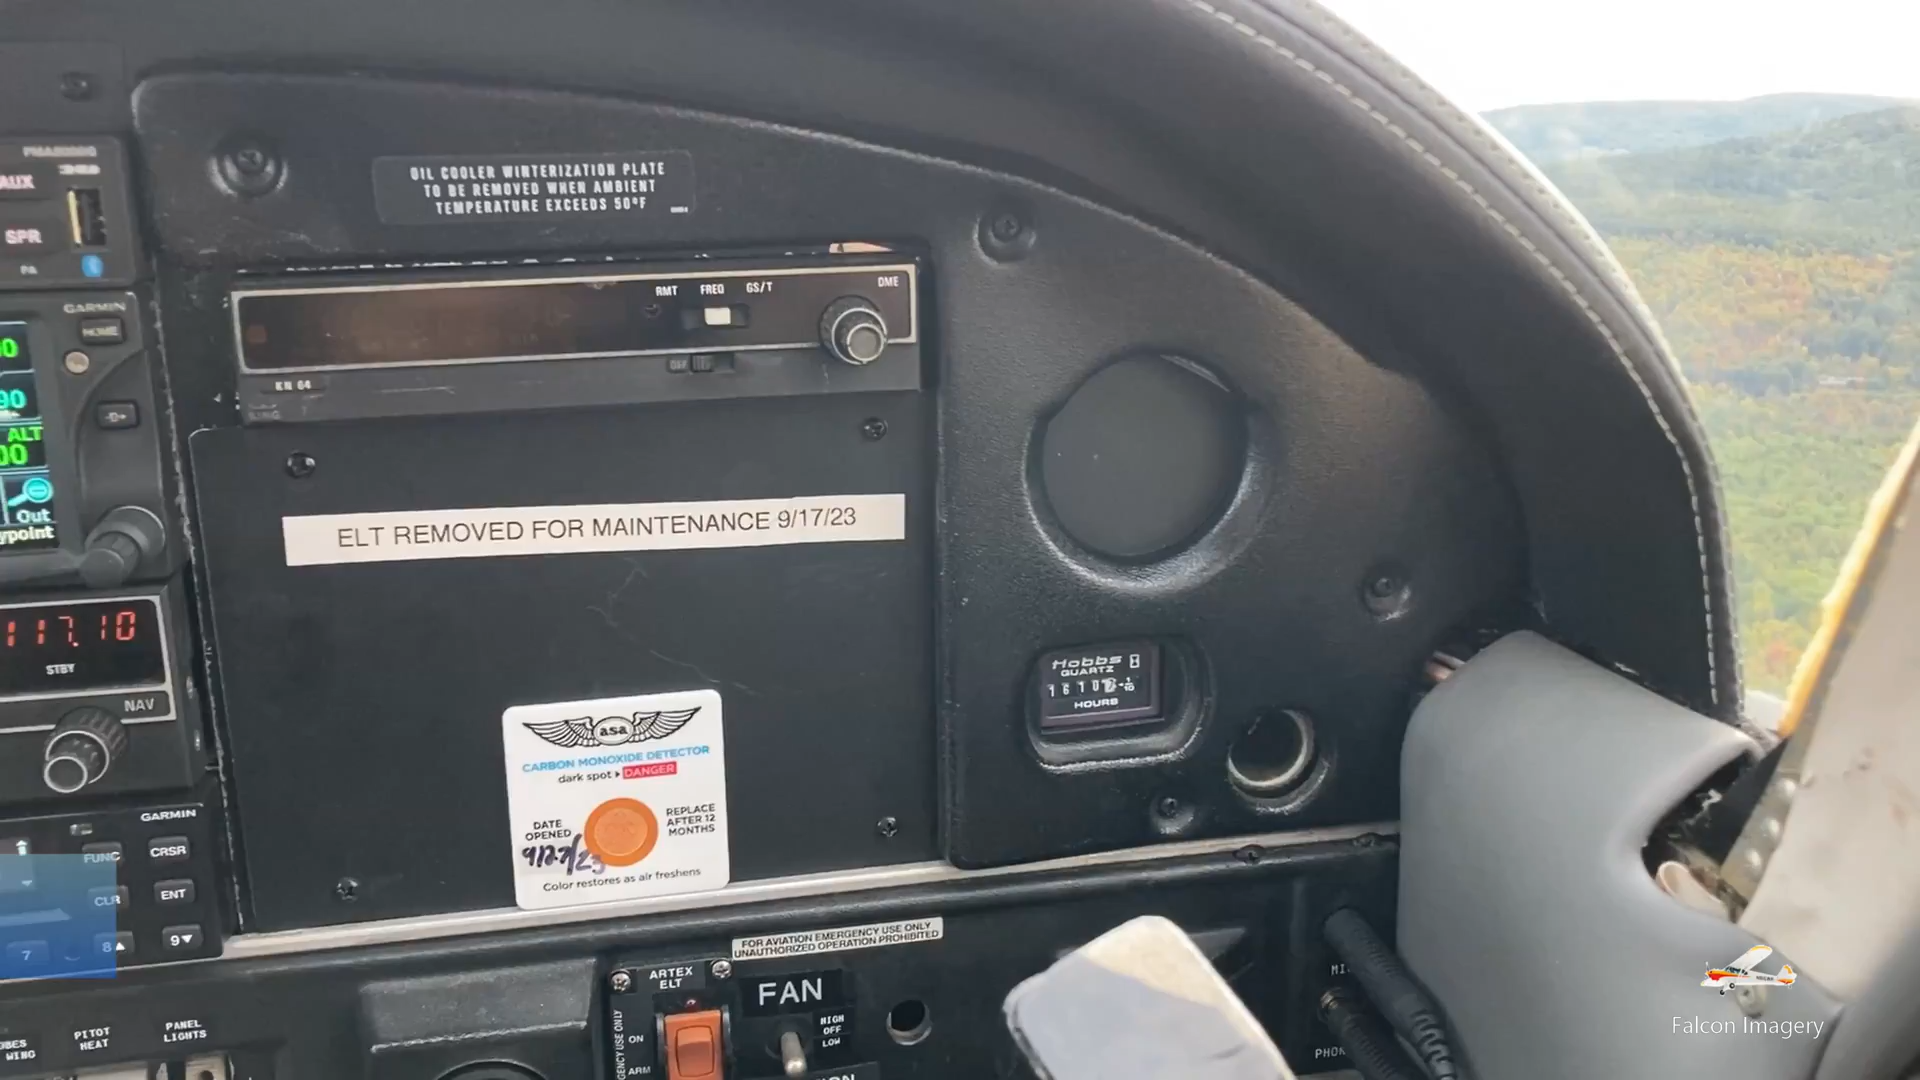 OIL COOLER WINTERIZATION PLATE
TO BE REMOVED WHEN AMBIENT
TEMPERATURE EXCEEDS 50°F
AUX
SPR
PA
GARMIN
HOME
ALT
Out
RMT FREQ GS/T DME
OFF
KN 64
KING
ELT REMOVED FOR MAINTENANCE 9/17/23
117.10
STBY
NAV
asa
CARBON MONOXIDE DETECTOR
dark spot DANGER
DATE
OPENED
REPLACE
AFTER 12
MONTHS
Color restores as air freshens
Hobbs
QUARTZ
HOURS
GARMIN
FUNC CRSR
CLR ENT
7 8 9
PITOT
HEAT
PANEL
LIGHTS
WING
FOR AVIATION EMERGENCY USE ONLY
UNAUTHORIZED OPERATION PROHIBITED
ARTEX
ELT
ON
ARM
FAN
HIGH
OFF
LOW
Falcon Imagery